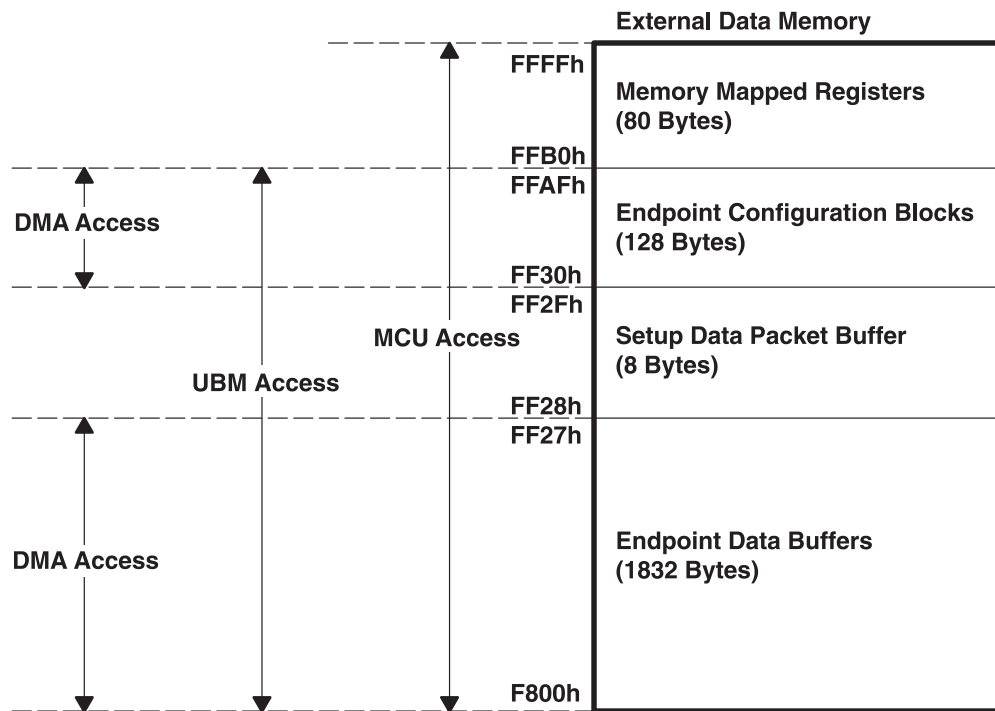 External Data Memory
FFFFh
Memory Mapped Registers
(80 Bytes)
FFB0h
FFAFh
DMA Access
Endpoint Configuration Blocks
(128 Bytes)
FF30h
FF2Fh
MCU Access
Setup Data Packet Buffer
(8 Bytes)
UBM Access
FF28h
FF27h
DMA Access
Endpoint Data Buffers
(1832 Bytes)
F800h